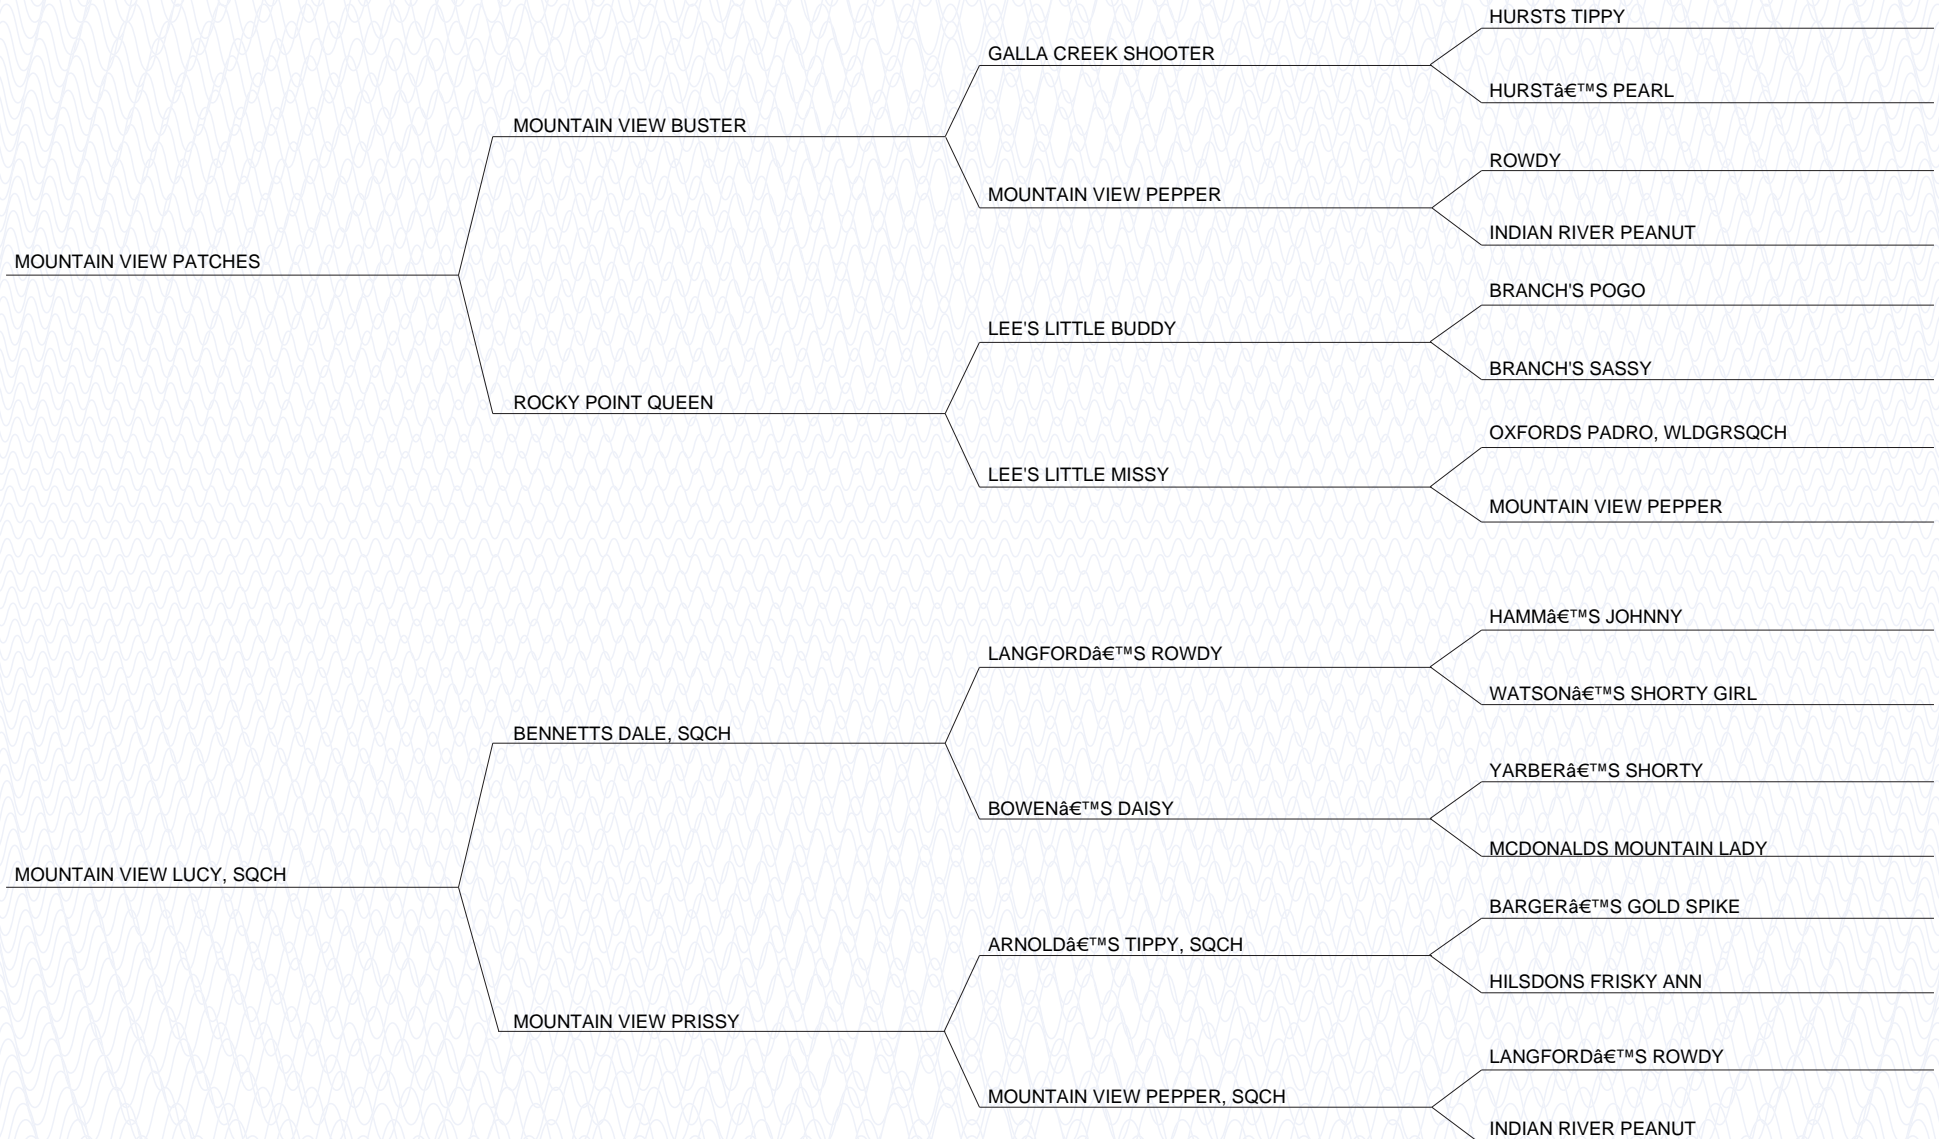 HURSTS TIPPY
GALLA CREEK SHOOTER
HURSTâ€™S PEARL
MOUNTAIN VIEW BUSTER
ROWDY
MOUNTAIN VIEW PEPPER
INDIAN RIVER PEANUT
MOUNTAIN VIEW PATCHES
BRANCH'S POGO
LEE'S LITTLE BUDDY
BRANCH'S SASSY
ROCKY POINT QUEEN
OXFORDS PADRO, WLDGRSQCH
LEE'S LITTLE MISSY
MOUNTAIN VIEW PEPPER
HAMMâ€™S JOHNNY
LANGFORDâ€™S ROWDY
WATSONâ€™S SHORTY GIRL
BENNETTS DALE, SQCH
YARBERâ€™S SHORTY
BOWENâ€™S DAISY
MCDONALDS MOUNTAIN LADY
MOUNTAIN VIEW LUCY, SQCH
BARGERâ€™S GOLD SPIKE
ARNOLDâ€™S TIPPY, SQCH
HILSDONS FRISKY ANN
MOUNTAIN VIEW PRISSY
LANGFORDâ€™S ROWDY
MOUNTAIN VIEW PEPPER, SQCH
INDIAN RIVER PEANUT